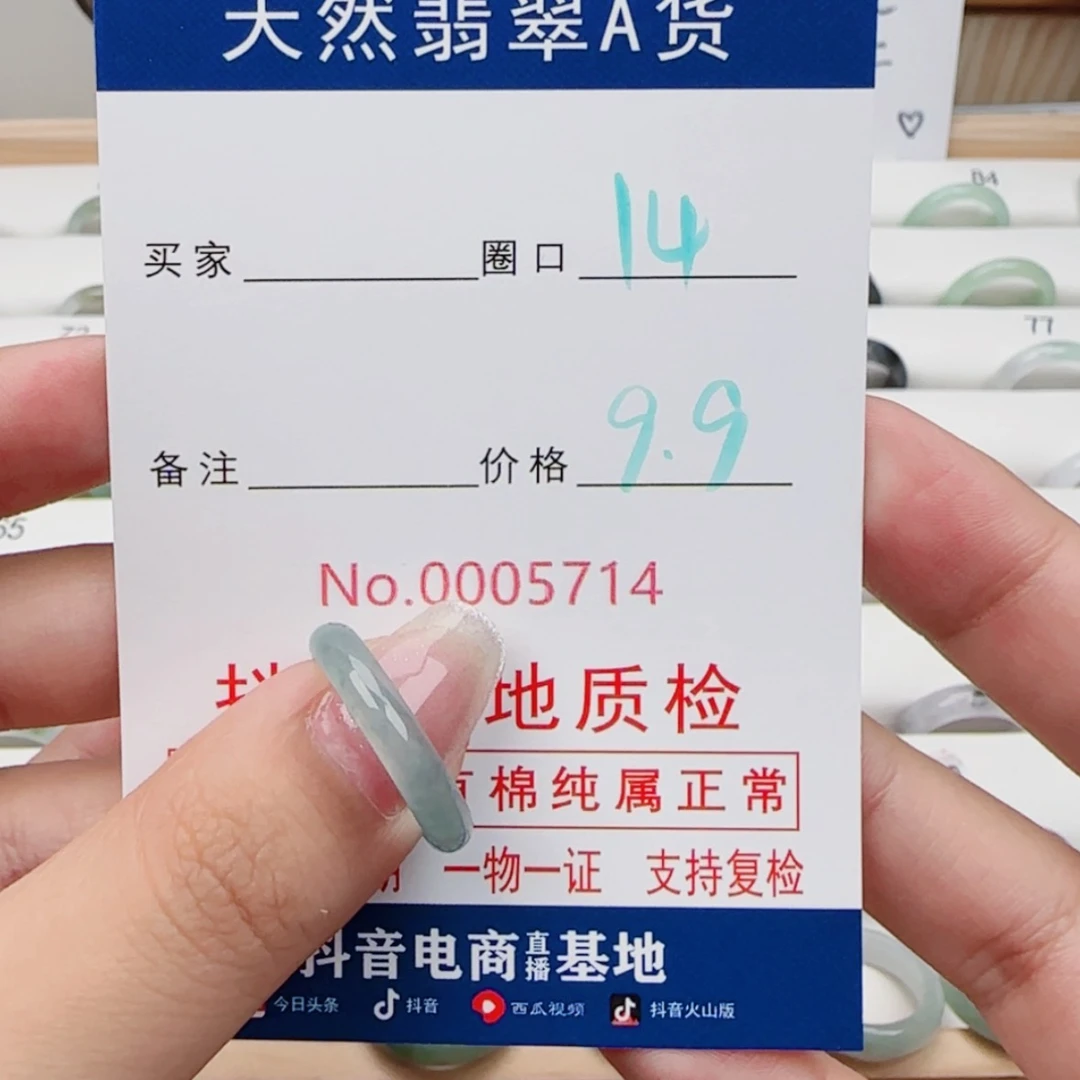 天然翡翠A货
04
买家 圈口 14
77
备注 价格 9.9
No.0005714
地质检
棉纯属正常
一物一证 支持复检
抖音电商直播基地
今日头条 抖音 西瓜视频 抖音火山版